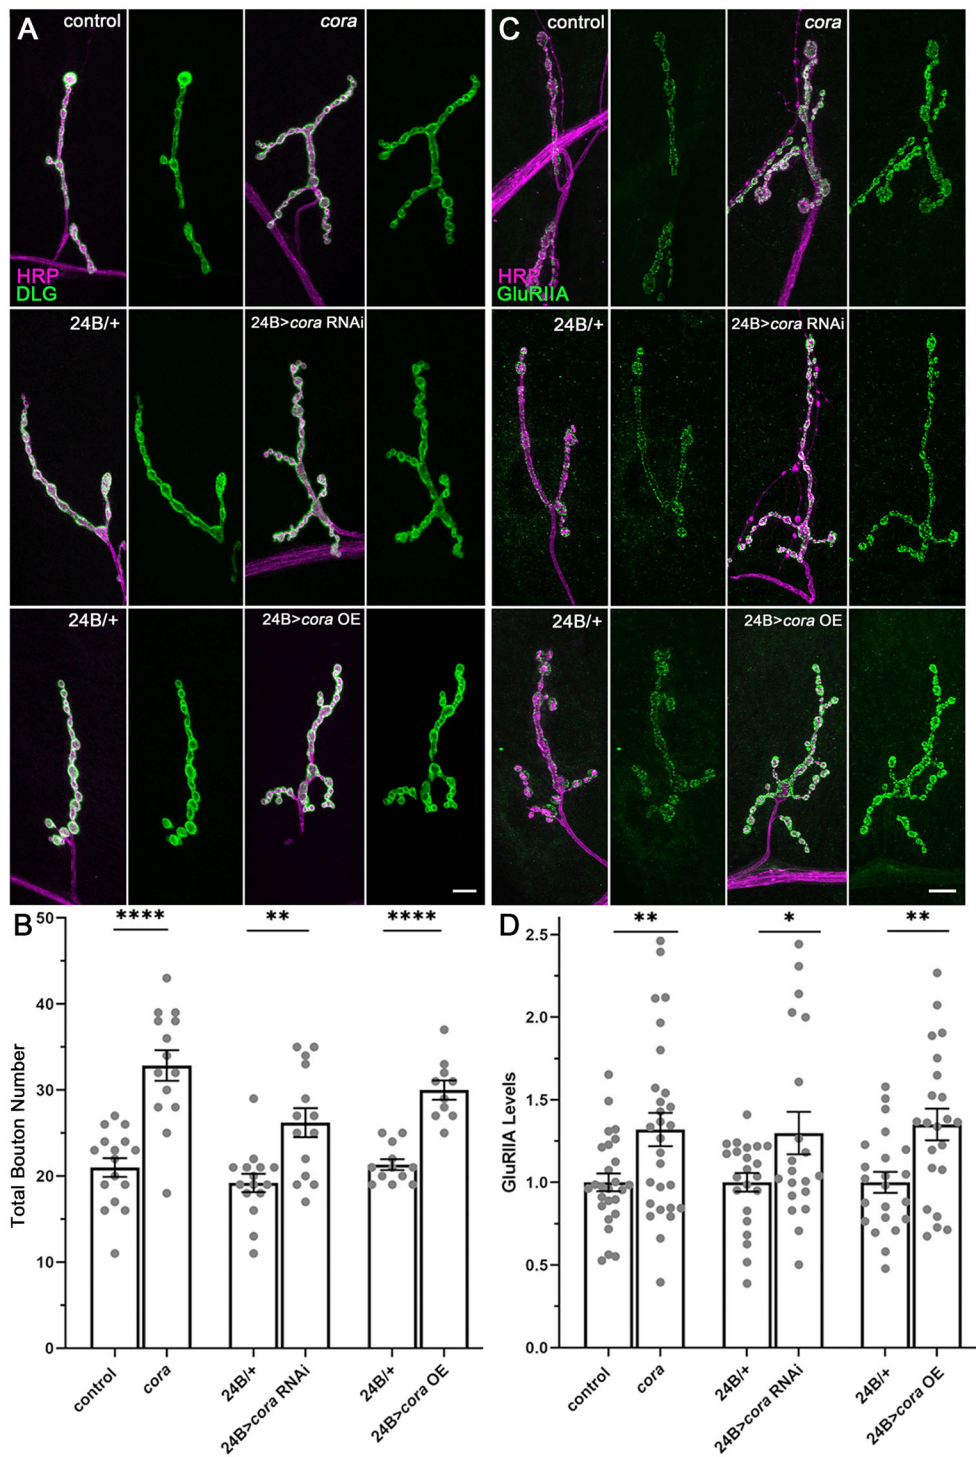 A
control
cora
HRP
DLG
24B/+
24B>cora RNAi
24B/+
24B>cora OE
C
control
cora
HRP
GluRIIA
24B/+
24B>cora RNAi
24B/+
24B>cora OE
B
Total Bouton Number
50
40
30
20
10
0
****
**
****
control
cora
24B/+
24B>cora RNAi
24B/+
24B>cora OE
D
GluRIIA Levels
2.5
2.0
1.5
1.0
0.5
0.0
**
*
**
control
cora
24B/+
24B>cora RNAi
24B/+
24B>cora OE